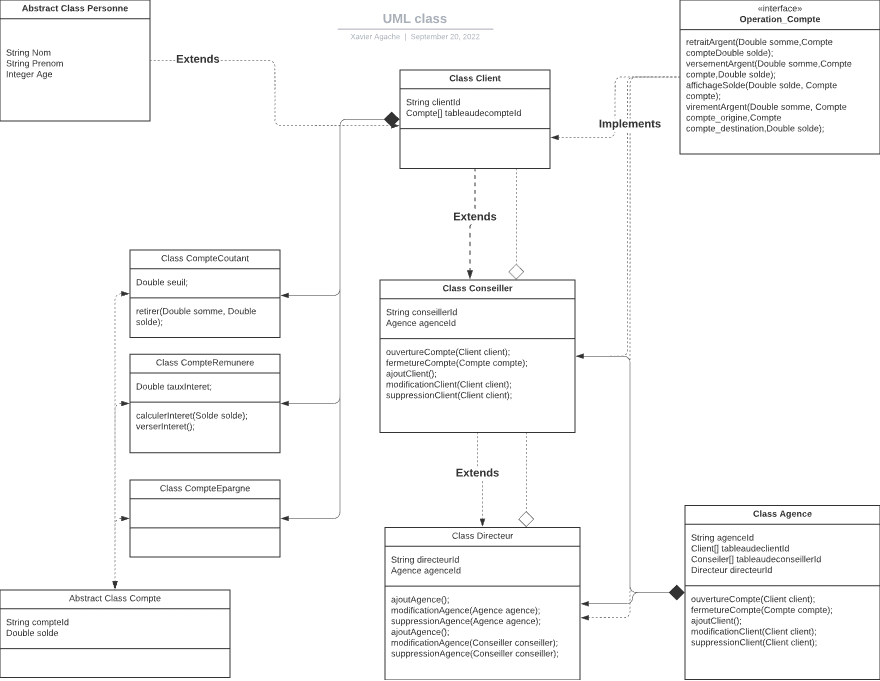 Abstract Class Personne
String Nom
String Prenom
Integer Age
Extends
UML class
Xavier Agache | September 20, 2022
«interface»
Operation_Compte
retraitArgent(Double somme,Compte
compteDouble solde);
versementArgent(Double somme,Compte
compte,Double solde);
affichageSolde(Double solde, Compte
compte);
virementArgent(Double somme, Compte
compte_origine,Compte
compte_destination,Double solde);
Class Client
String clientId
Compte[] tableaudecompteId
Implements
Extends
Class CompteCoutant
Double seuil;
retirer(Double somme, Double
solde);
Class CompteRemunere
Double tauxInteret;
calculerInteret(Solde solde);
verserInteret();
Class CompteEpargne
Abstract Class Compte
String compteId
Double solde
Class Conseiller
String conseillerId
Agence agenceId
ouvertureCompte(Client client);
fermetureCompte(Compte compte);
ajoutClient();
modificationClient(Client client);
suppressionClient(Client client);
Extends
Class Directeur
String directeurId
Agence agenceId
ajoutAgence();
modificationAgence(Agence agence);
suppressionAgence(Agence agence);
ajoutAgence();
modificationAgence(Conseiller conseiller);
suppressionAgence(Conseiller conseiller);
Class Agence
String agenceId
Client[] tableaudeclientId
Conseiler[] tableaudeconseillerId
Directeur directeurId
ouvertureCompte(Client client);
fermetureCompte(Compte compte);
ajoutClient();
modificationClient(Client client);
suppressionClient(Client client);